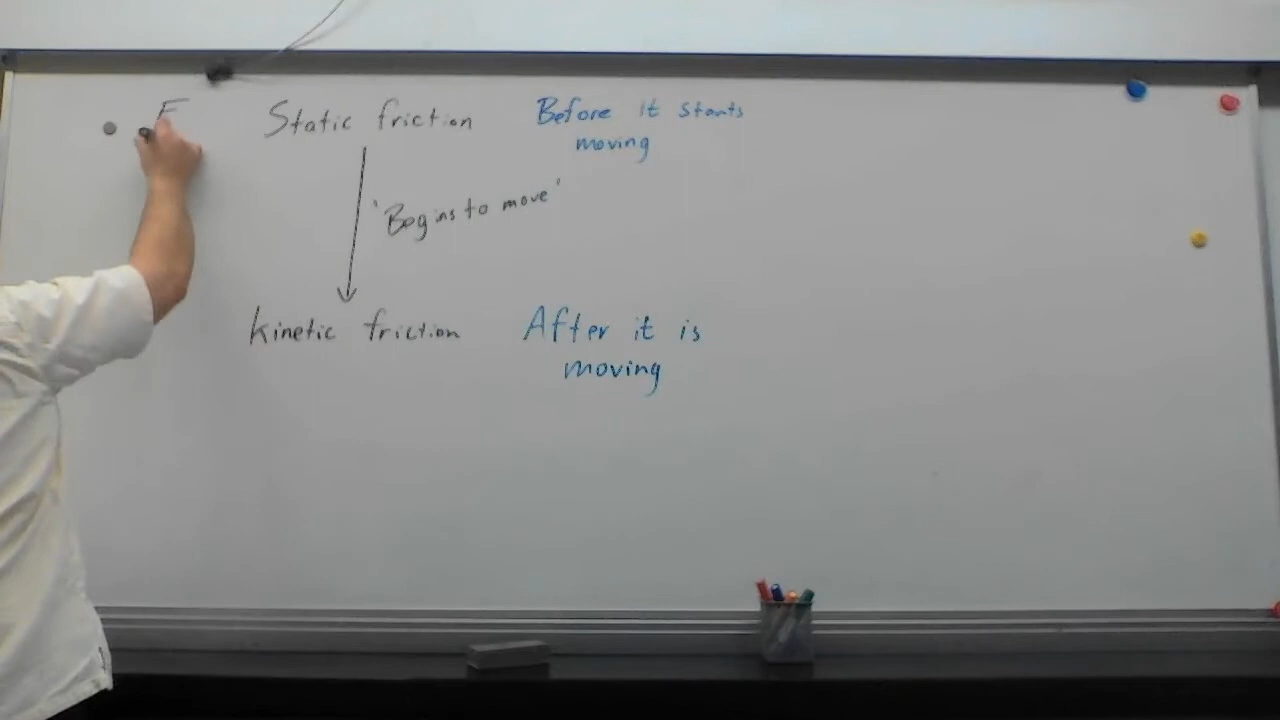 F
Static friction
Before it starts
moving
'Begins to move'
Kinetic friction
After it is
moving